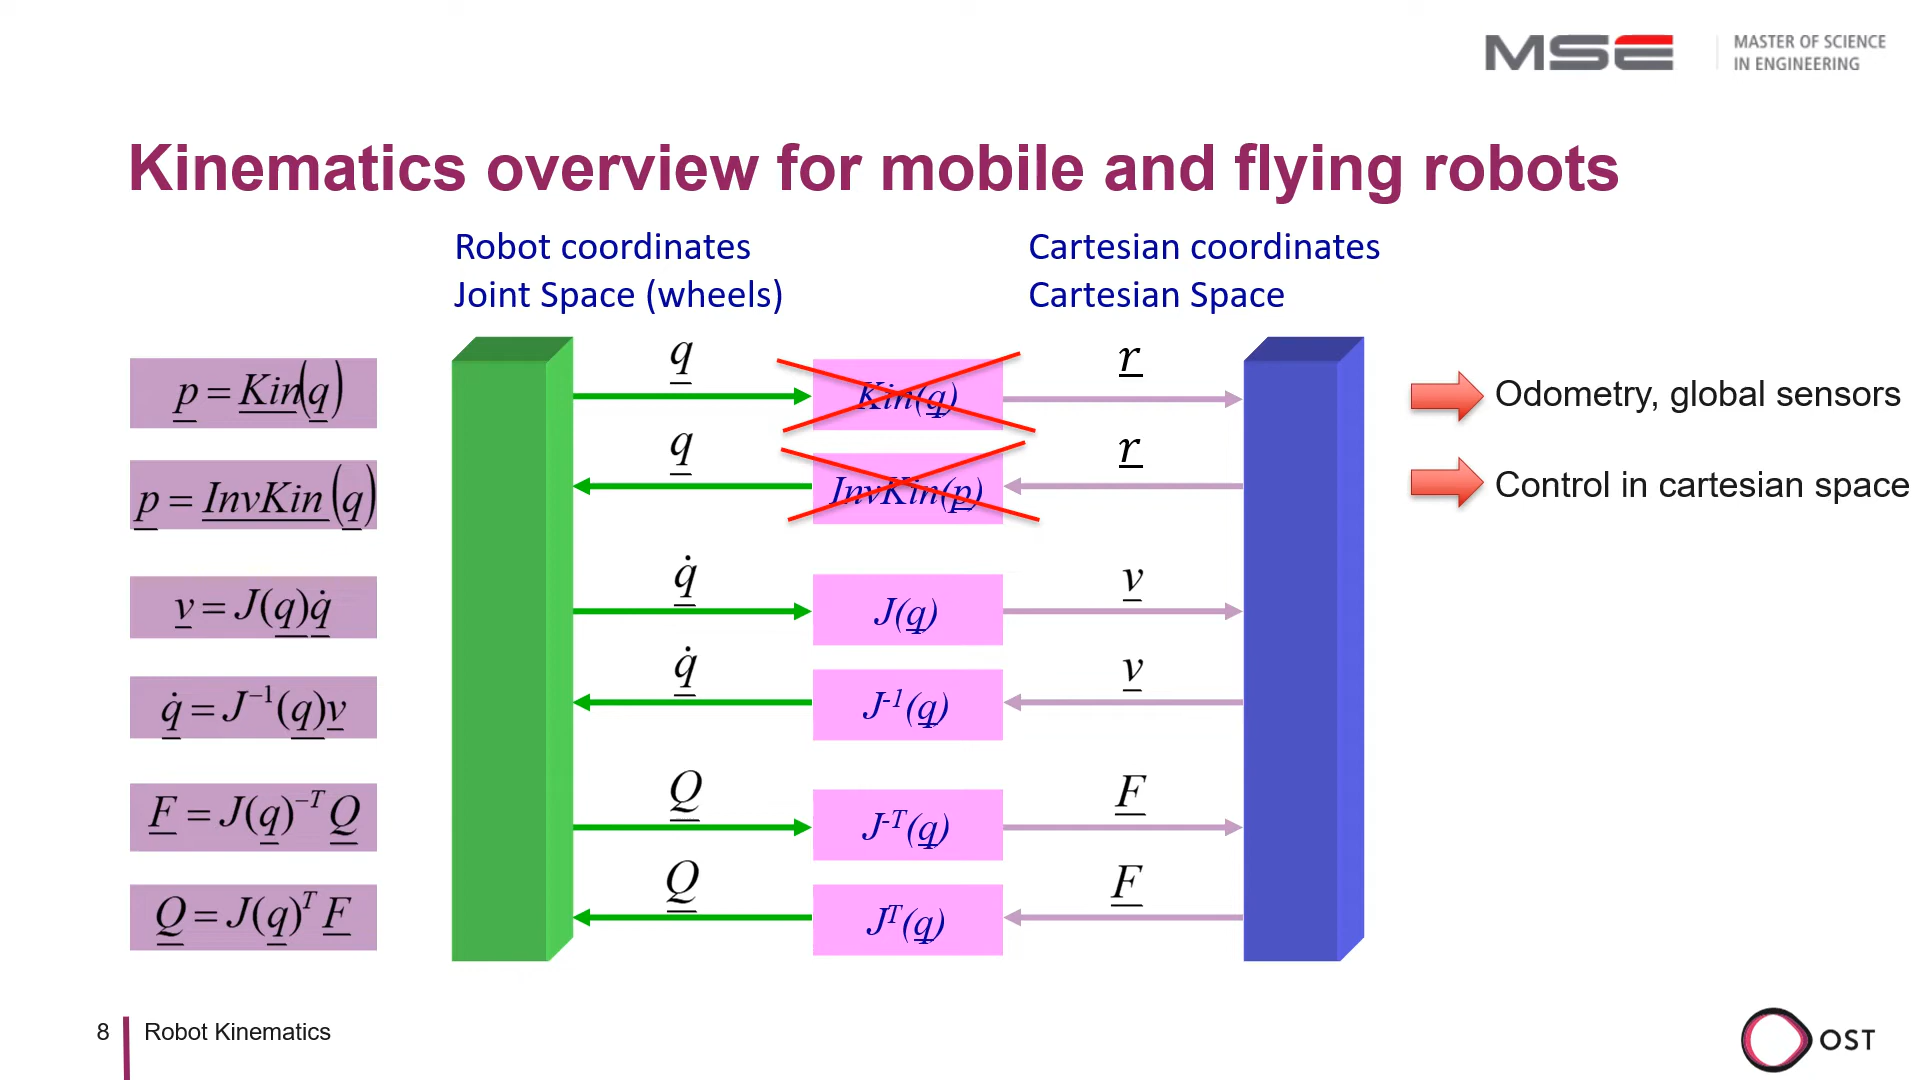 MSE
MASTER OF SCIENCE
IN ENGINEERING
Kinematics overview for mobile and flying robots
Robot coordinates
Joint Space (wheels)
Cartesian coordinates
Cartesian Space
p = Kin(q)
q
Kin(q)
r
Odometry, global sensors
p = InvKin(q)
q
InvKin(p)
r
Control in cartesian space
v = J(q)q̇
q̇
J(q)
v
q̇ = J⁻¹(q)v
q̇
J-1(q)
v
F = J(q)⁻ᵀ Q
Q
J-T(q)
F
Q = J(q)ᵀ F
Q
JT(q)
F
8
Robot Kinematics
OST